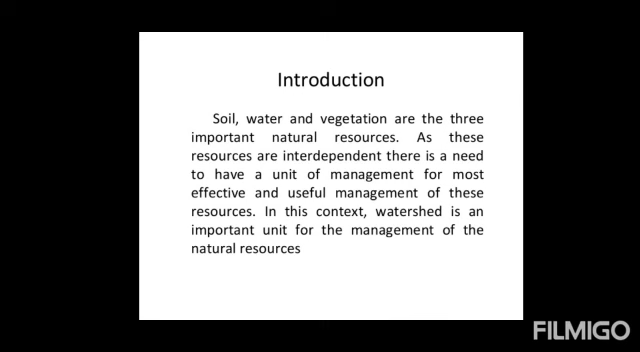 Introduction
Soil, water and vegetation are the three
important natural resources. As these
resources are interdependent there is a need
to have a unit of management for most
effective and useful management of these
resources. In this context, watershed is an
important unit for the management of the
natural resources
FILMIGO